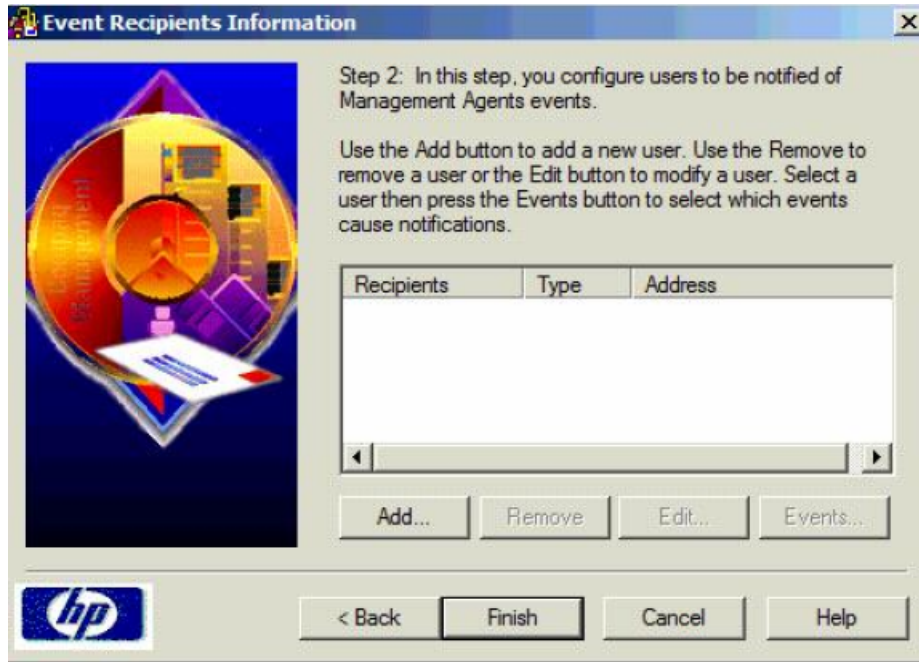 Event Recipients Information
Step 2: In this step, you configure users to be notified of
Management Agents events.
Use the Add button to add a new user. Use the Remove to
remove a user or the Edit button to modify a user. Select a
user then press the Events button to select which events
cause notifications.
Recipients Type Address
Management
Add... Remove Edit... Events...
hp
< Back Finish Cancel Help